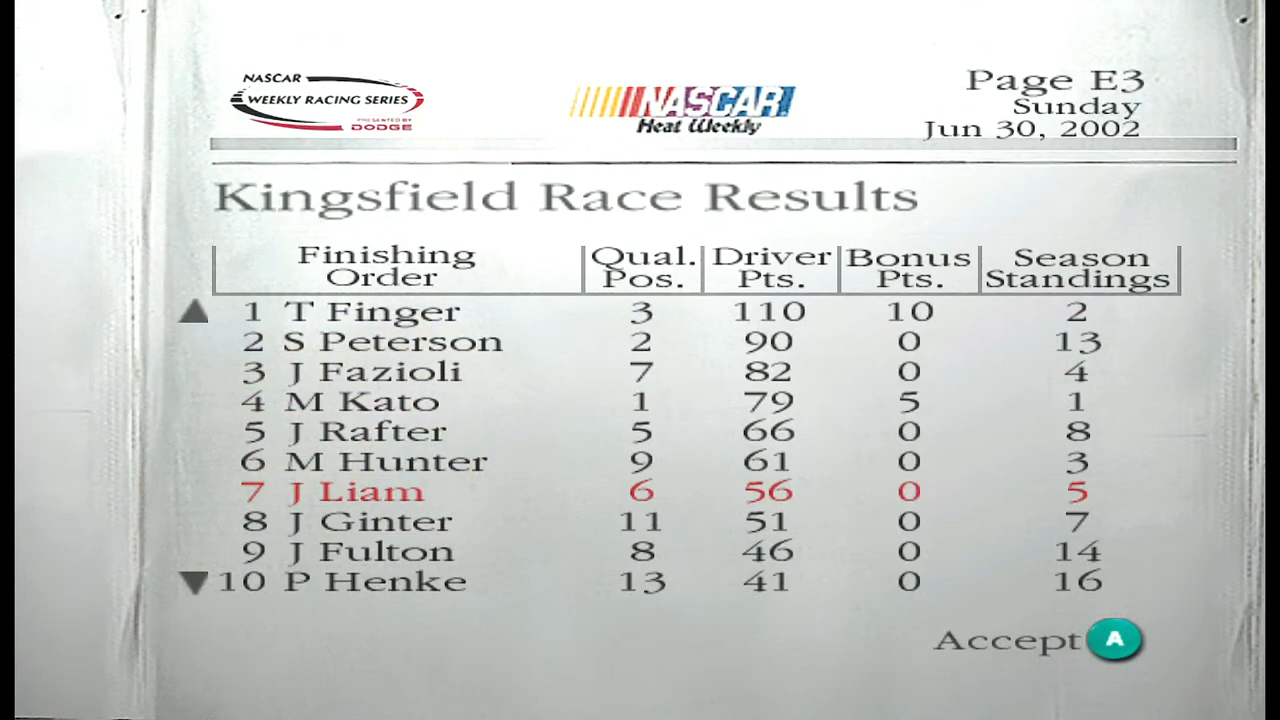 NASCAR
WEEKLY RACING SERIES
PRESENTED BY
DODGE
NASCAR
Heat Weekly
Page E3
Sunday
Jun 30, 2002
Kingsfield Race Results
Finishing Order Qual. Pos. Driver Pts. Bonus Pts. Season Standings
1 T Finger 3 110 10 2
2 S Peterson 2 90 0 13
3 J Fazioli 7 82 0 4
4 M Kato 1 79 5 1
5 J Rafter 5 66 0 8
6 M Hunter 9 61 0 3
7 J Liam 6 56 0 5
8 J Ginter 11 51 0 7
9 J Fulton 8 46 0 14
10 P Henke 13 41 0 16
Accept A